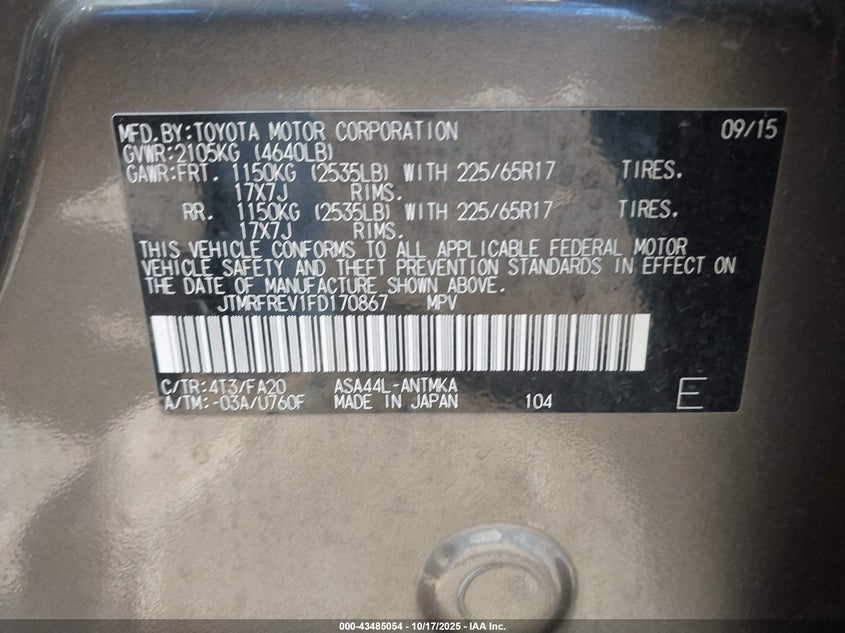 MFD.BY:TOYOTA MOTOR CORPORATION 09/15
GVWR:2105KG (4640LB)
GAWR:FRT. 1150KG (2535LB) WITH 225/65R17 TIRES.
17X7J RIMS.
RR. 1150KG (2535LB) WITH 225/65R17 TIRES.
17X7J RIMS.
THIS VEHICLE CONFORMS TO ALL APPLICABLE FEDERAL MOTOR
VEHICLE SAFETY AND THEFT PREVENTION STANDARDS IN EFFECT ON
THE DATE OF MANUFACTURE SHOWN ABOVE.
JTMRFREV1FD170867 MPV
C/TR:4T3/FA20 ASA44L-ANTMKA
A/TM:-03A/U760F MADE IN JAPAN 104 E
000-43485054 | 10/17/2025 | IAA Inc.